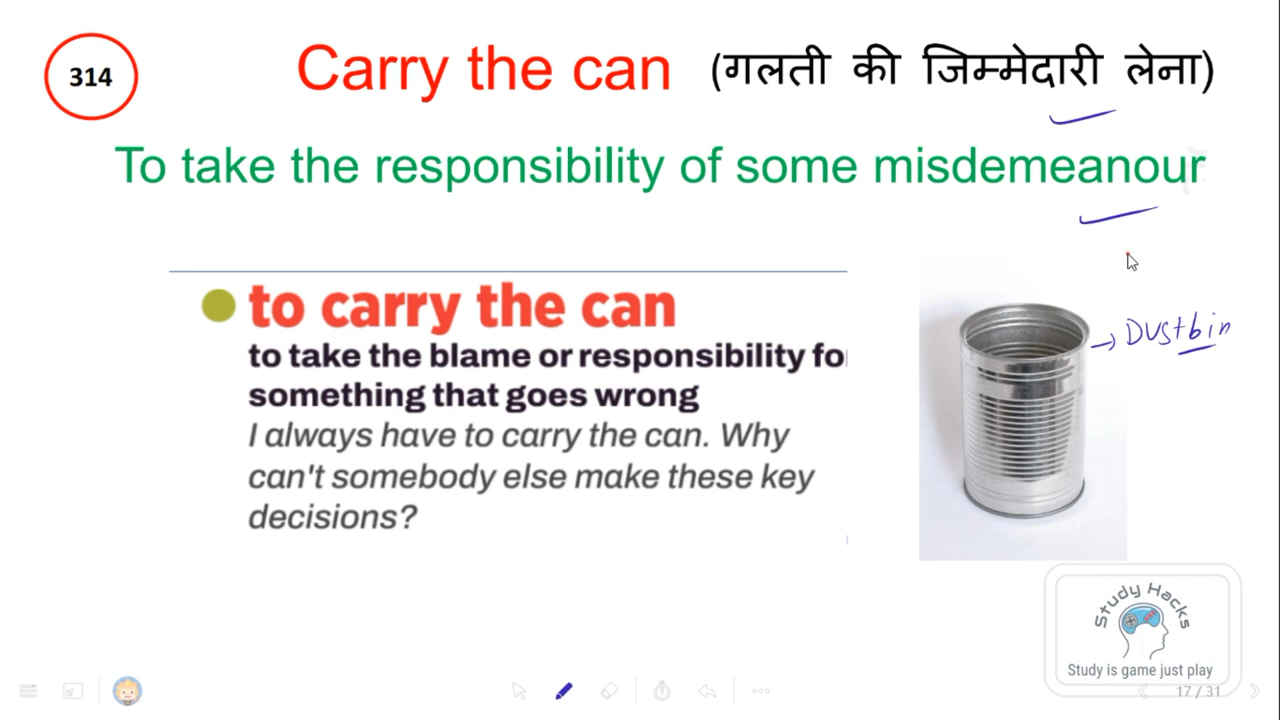 314
Carry the can (गलती की जिम्मेदारी लेना)
To take the responsibility of some misdemeanour
to carry the can
to take the blame or responsibility fo
something that goes wrong
I always have to carry the can. Why
can't somebody else make these key
decisions?
→ Dustbin
Study Hacks
Study is game just play
17 / 31